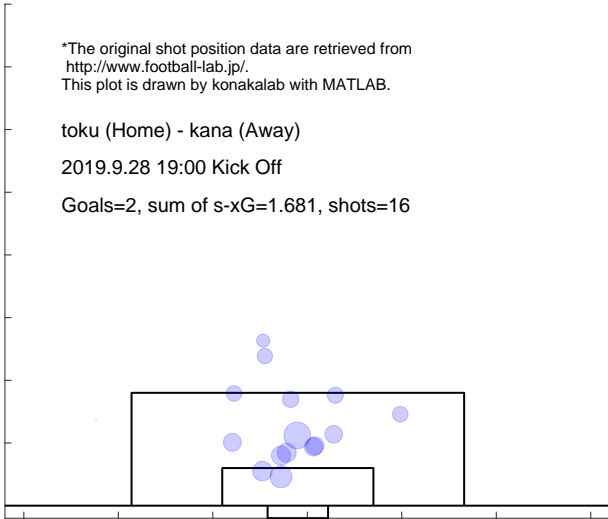 *The original shot position data are retrieved from
http://www.football-lab.jp/.
This plot is drawn by konakalab with MATLAB.
toku (Home) - kana (Away)
2019.9.28 19:00 Kick Off
Goals=2, sum of s-xG=1.681, shots=16